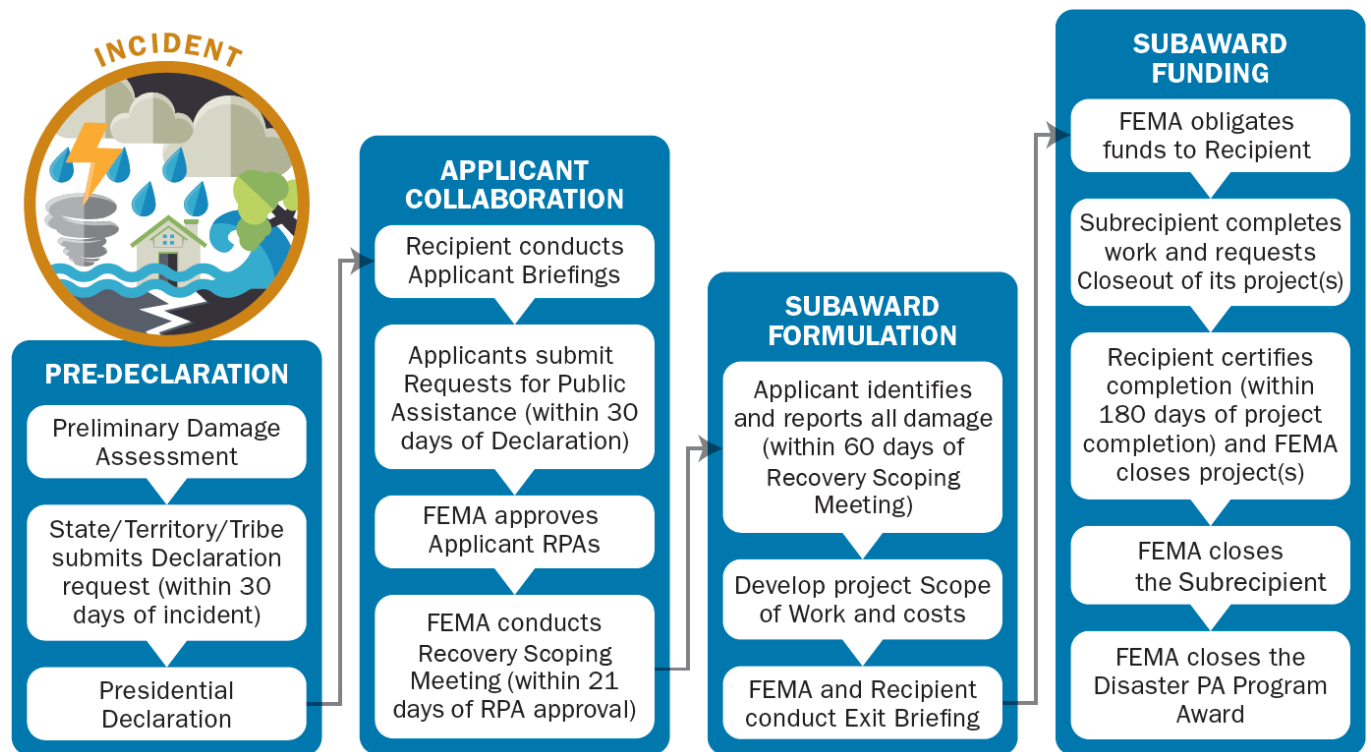 INCIDENT
PRE-DECLARATION
Preliminary Damage
Assessment
State/Territory/Tribe
submits Declaration
request (within 30
days of incident)
Presidential
Declaration
APPLICANT
COLLABORATION
Recipient conducts
Applicant Briefings
Applicants submit
Requests for Public
Assistance (within 30
days of Declaration)
FEMA approves
Applicant RPAs
FEMA conducts
Recovery Scoping
Meeting (within 21
days of RPA approval)
SUBAWARD
FORMULATION
Applicant identifies
and reports all damage
(within 60 days of
Recovery Scoping
Meeting)
Develop project Scope
of Work and costs
FEMA and Recipient
conduct Exit Briefing
SUBAWARD
FUNDING
FEMA obligates
funds to Recipient
Subrecipient completes
work and requests
Closeout of its project(s)
Recipient certifies
completion (within
180 days of project
completion) and FEMA
closes project(s)
FEMA closes
the Subrecipient
FEMA closes the
Disaster PA Program
Award